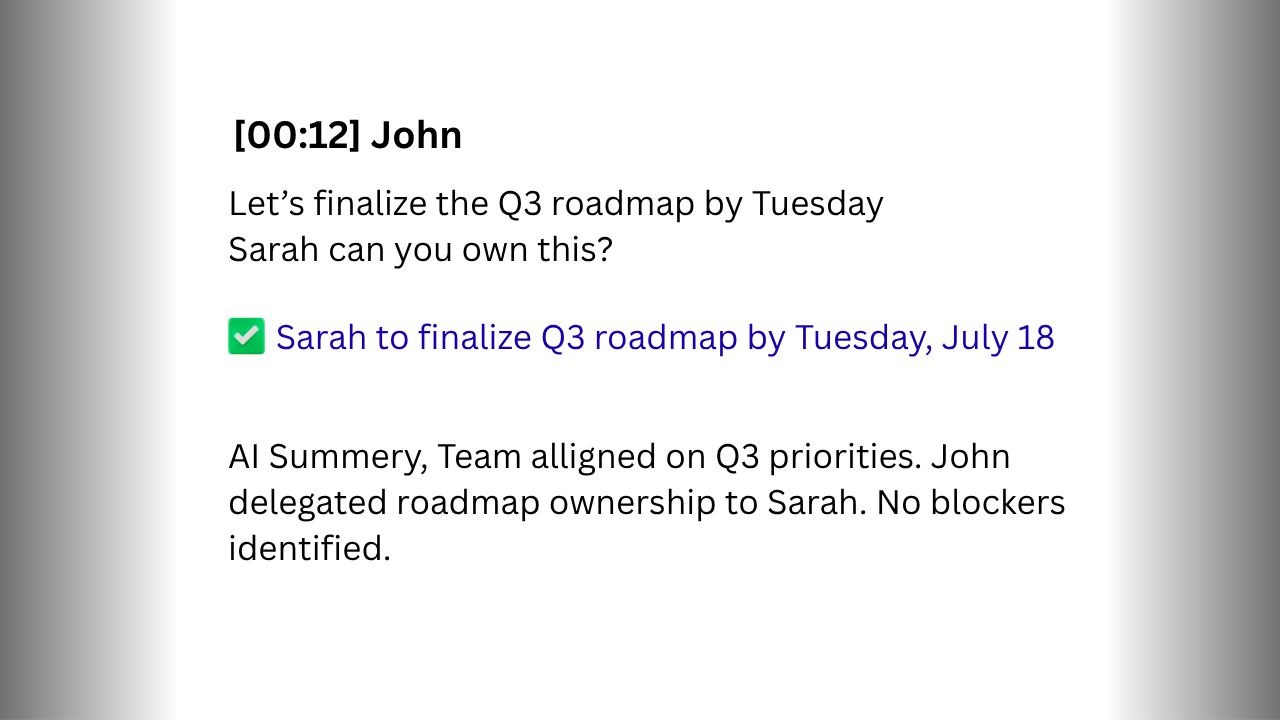 [00:12] John
Let’s finalize the Q3 roadmap by Tuesday
Sarah can you own this?
✅ Sarah to finalize Q3 roadmap by Tuesday, July 18
AI Summery, Team alligned on Q3 priorities. John
delegated roadmap ownership to Sarah. No blockers
identified.